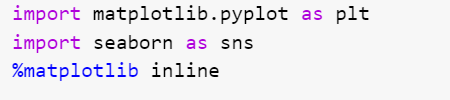 import matplotlib.pyplot as plt
import seaborn as sns
%matplotlib inline